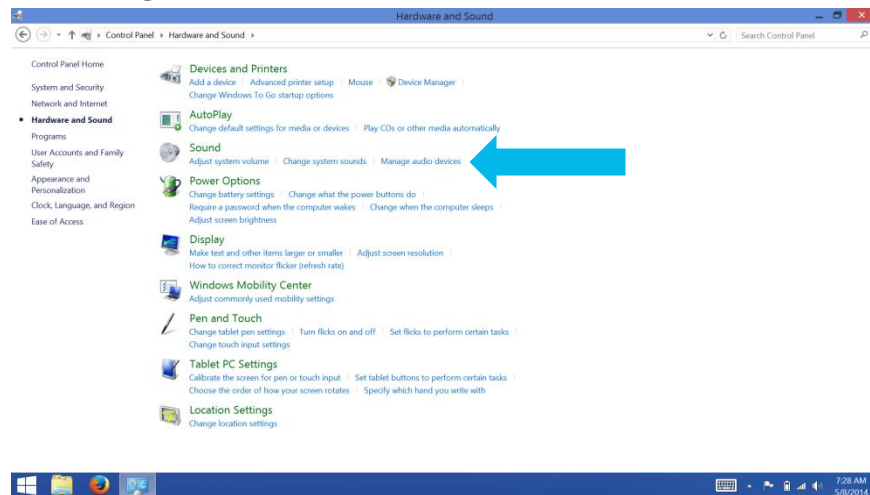 Hardware and Sound
Control Panel ▸ Hardware and Sound ▸
Search Control Panel
Control Panel Home
System and Security
Network and Internet
Hardware and Sound
Programs
User Accounts and Family
Safety
Appearance and
Personalization
Clock, Language, and Region
Ease of Access
Devices and Printers
Add a device | Advanced printer setup | Mouse | Device Manager |
Change Windows To Go startup options
AutoPlay
Change default settings for media or devices | Play CDs or other media automatically
Sound
Adjust system volume | Change system sounds | Manage audio devices
Power Options
Change battery settings | Change what the power buttons do |
Require a password when the computer wakes | Change when the computer sleeps |
Adjust screen brightness
Display
Make text and other items larger or smaller | Adjust screen resolution |
How to correct monitor flicker (refresh rate)
Windows Mobility Center
Adjust commonly used mobility settings
Pen and Touch
Change tablet pen settings | Turn flicks on and off | Set flicks to perform certain tasks |
Change touch input settings
Tablet PC Settings
Calibrate the screen for pen or touch input | Set tablet buttons to perform certain tasks |
Choose the order of how your screen rotates | Specify which hand you write with
Location Settings
Change location settings
7:28 AM
5/8/2014